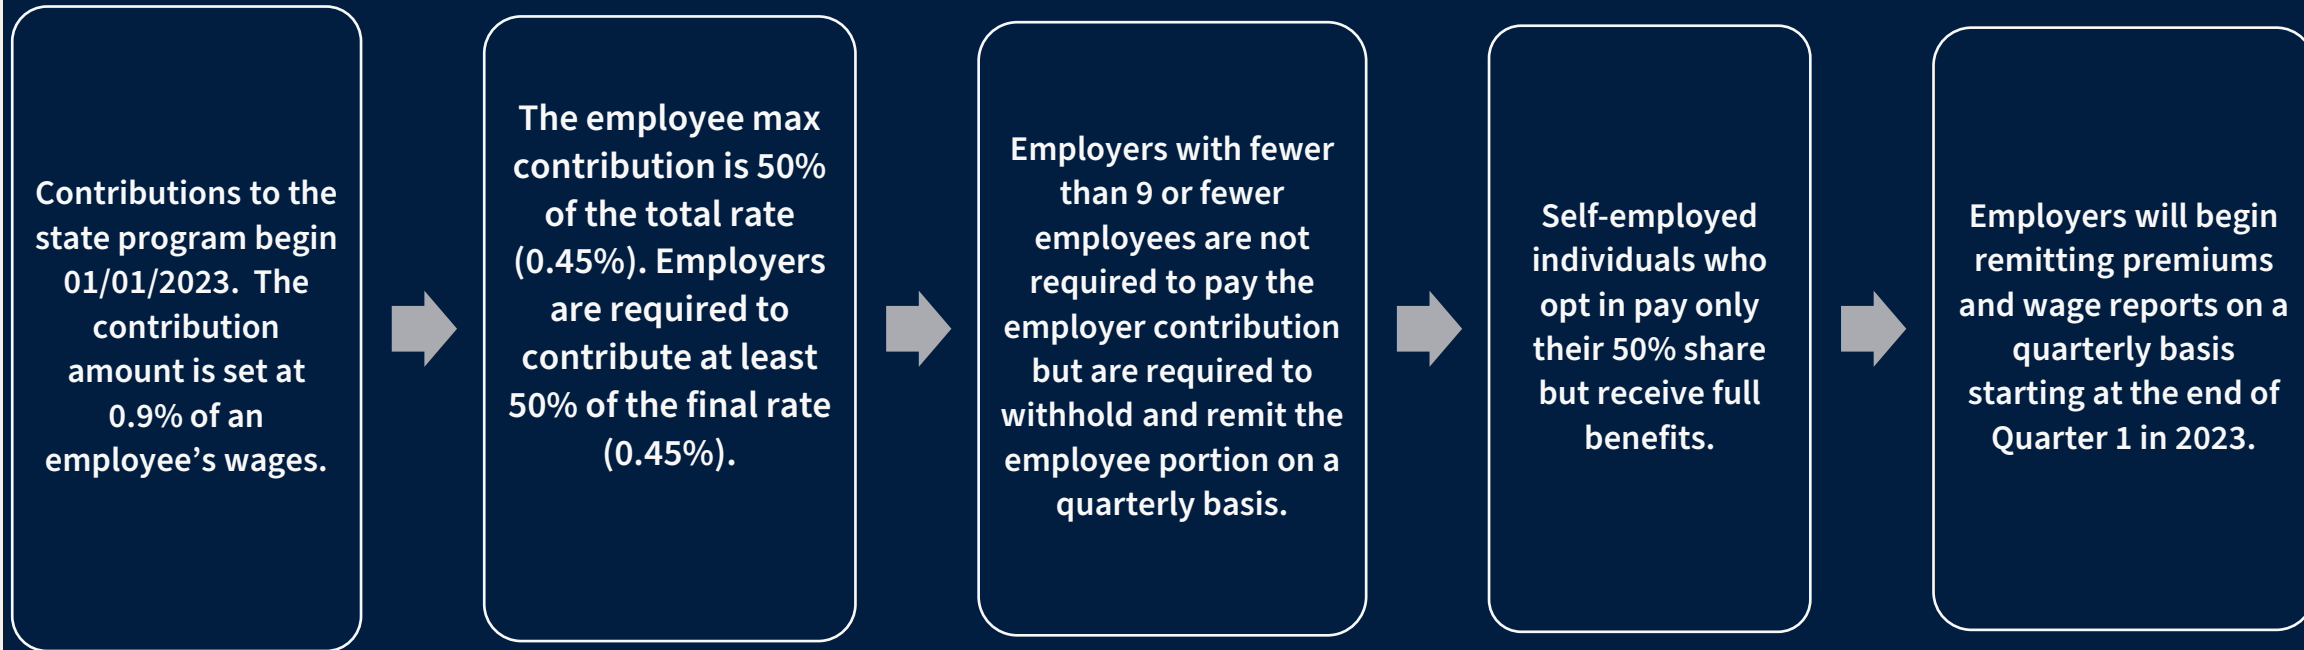 Contributions to the
state program begin
01/01/2023.  The
contribution
amount is set at
0.9% of an
employee’s wages.
The employee max
contribution is 50%
of the total rate
(0.45%). Employers
are required to
contribute at least
50% of the final rate
(0.45%).
Employers with fewer
than 9 or fewer
employees are not
required to pay the
employer contribution
but are required to
withhold and remit the
employee portion on a
quarterly basis.
Self-employed
individuals who
opt in pay only
their 50% share
but receive full
benefits.
Employers will begin
remitting premiums
and wage reports on a
quarterly basis
starting at the end of
Quarter 1 in 2023.